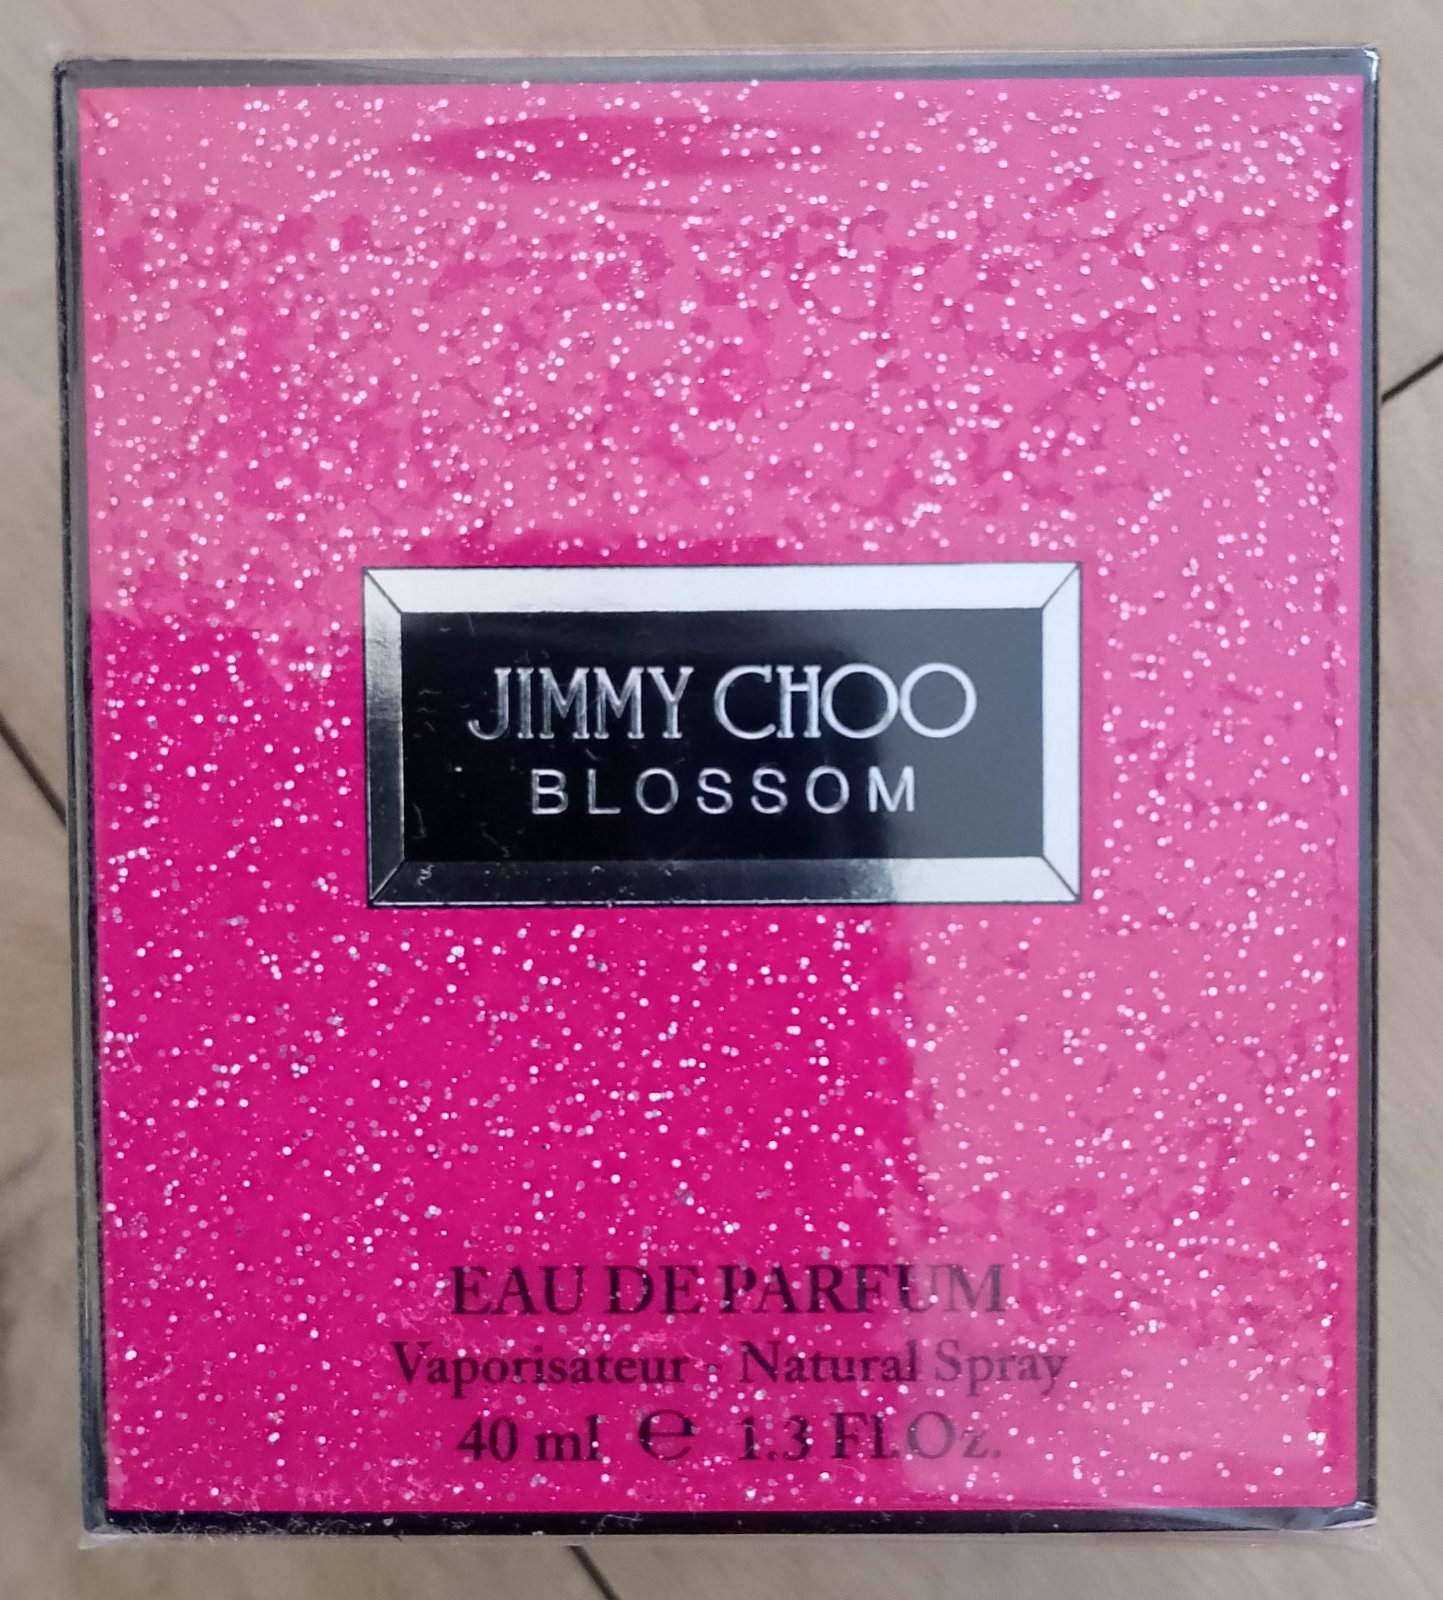 JIMMY CHOO
BLOSSOM
EAU DE PARFUM
Vaporisateur - Natural Spray
40 ml ℮ 1.3 Fl.Oz.